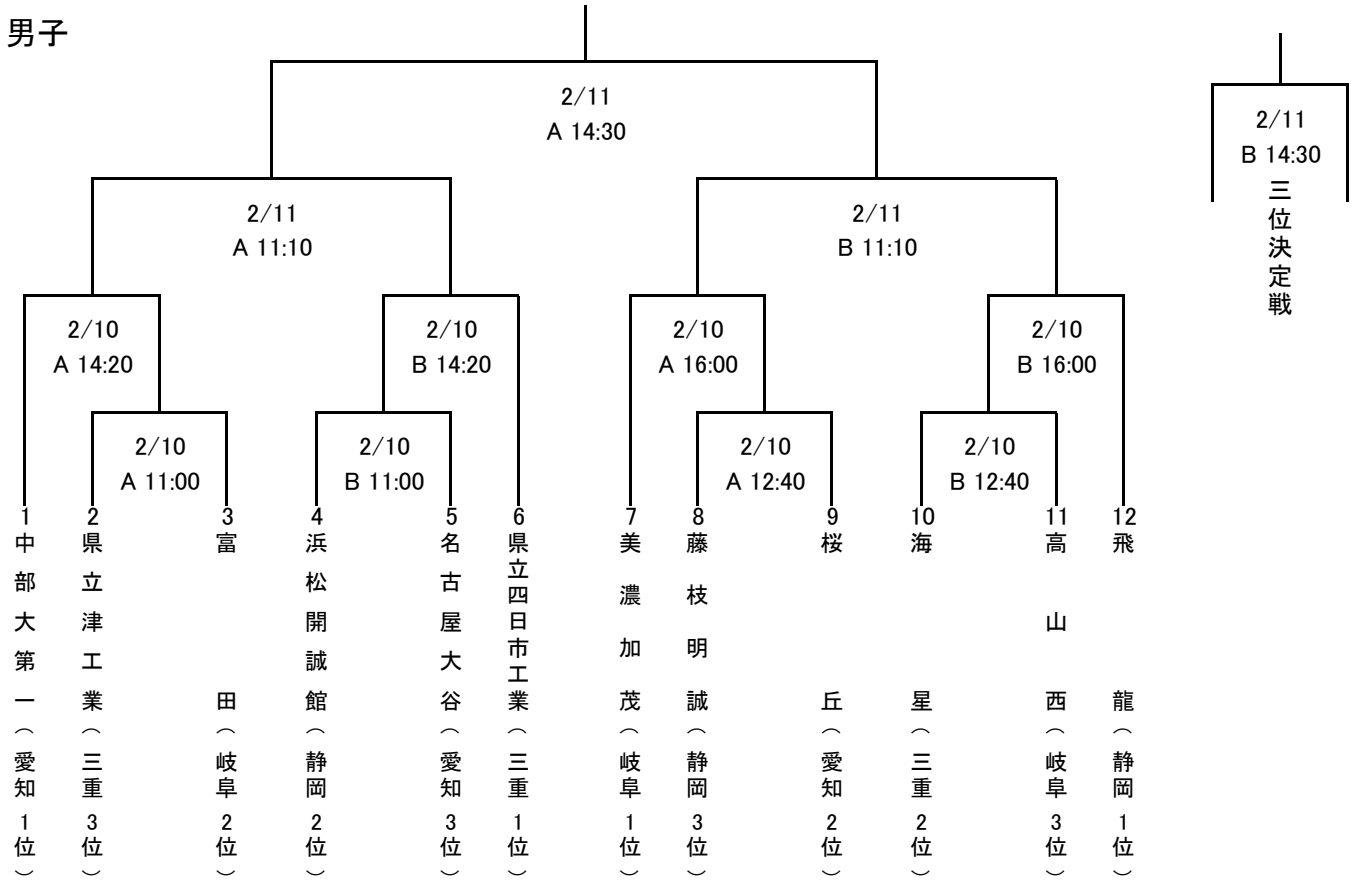 男子
2/11
A 14:30
2/11
B 14:30
三位決定戦
2/11
A 11:10
2/11
B 11:10
2/10
A 14:20
2/10
B 14:20
2/10
A 16:00
2/10
B 16:00
2/10
A 11:00
2/10
B 11:00
2/10
A 12:40
2/10
B 12:40
1
中部大第一(愛知1位)
2
県立津工業(三重3位)
3
富田(岐阜2位)
4
浜松開誠館(静岡2位)
5
名古屋大谷(愛知3位)
6
県立四日市工業(三重1位)
7
美濃加茂(岐阜1位)
8
藤枝明誠(静岡3位)
9
桜丘(愛知2位)
10
海星(三重2位)
11
高山西(岐阜3位)
12
飛龍(静岡1位)